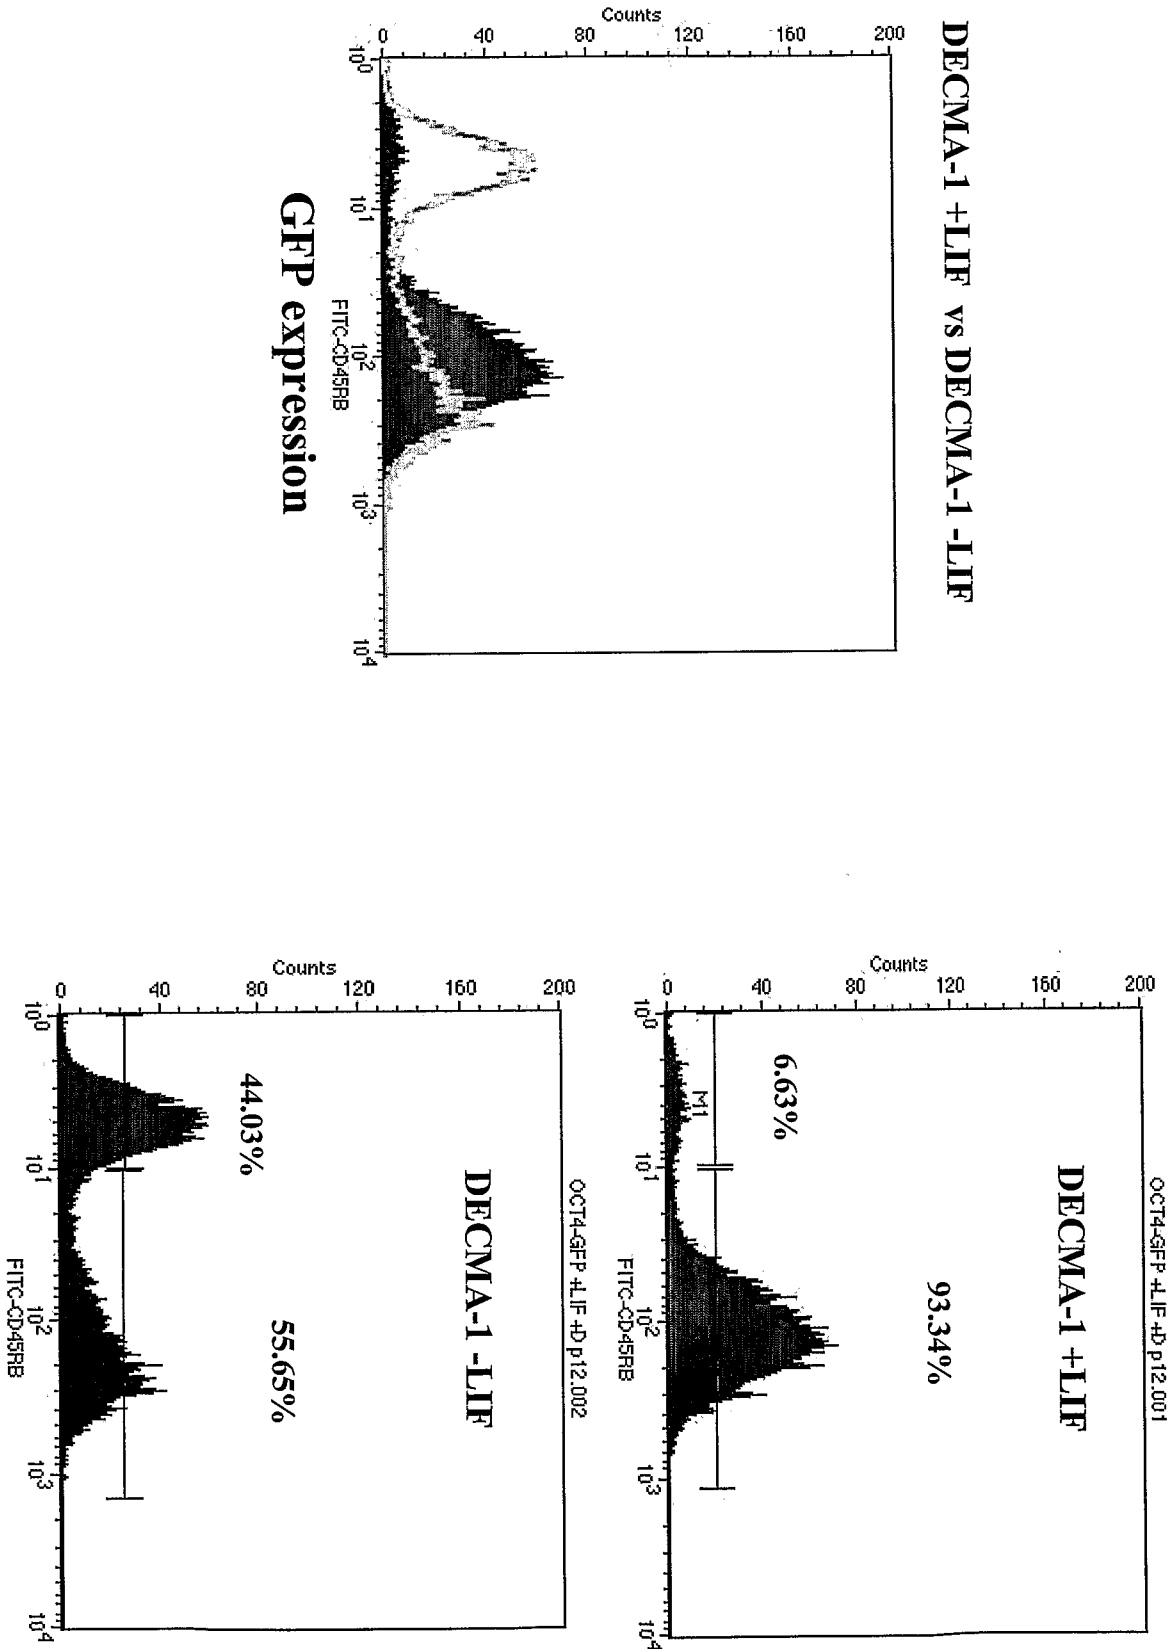 DECMA-1 +LIF vs DECMA-1 -LIF
Counts
0 40 80 120 160 200
10^0 10^1 10^2 10^3 10^4
FITC-CD45RB
GFP expression
OCT4-GFP +LIF +D p12.001
DECMA-1 +LIF
93.34%
6.63%
M1
Counts
0 40 80 120 160 200
10^0 10^1 10^2 10^3 10^4
FITC-CD45RB
OCT4-GFP +LIF +D p12.002
DECMA-1 -LIF
44.03%
55.65%
Counts
0 40 80 120 160 200
10^0 10^1 10^2 10^3 10^4
FITC-CD45RB